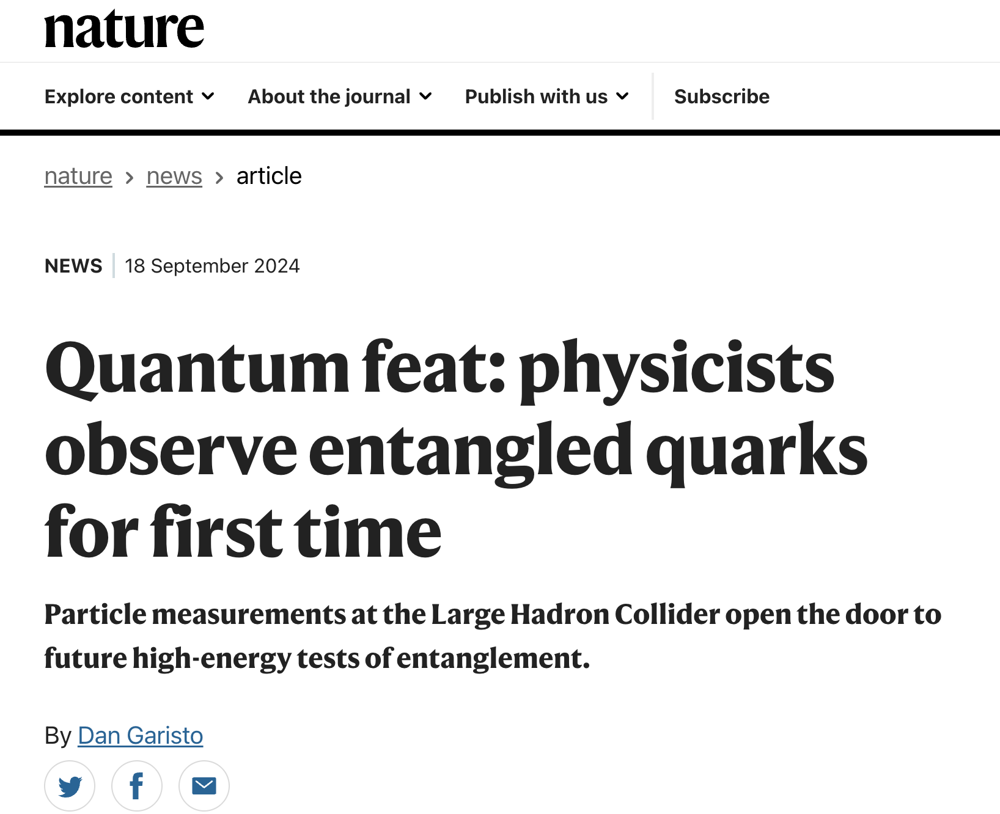 nature
Explore content About the journal Publish with us Subscribe
nature › news › article
NEWS 18 September 2024
Quantum feat: physicists
observe entangled quarks
for first time
Particle measurements at the Large Hadron Collider open the door to
future high-energy tests of entanglement.
By Dan Garisto